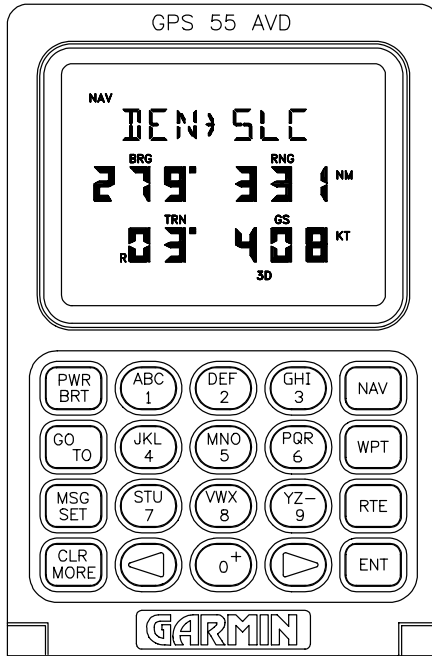 GPS 55 AVD
NAV
DEN→SLC
BRG RNG
279° 331 NM
TRN GS
R03° 408 KT
3D
PWR BRT
ABC 1
DEF 2
GHI 3
NAV
GO TO
JKL 4
MNO 5
PQR 6
WPT
MSG SET
STU 7
VWX 8
YZ- 9
RTE
CLR MORE
0+
ENT
GARMIN